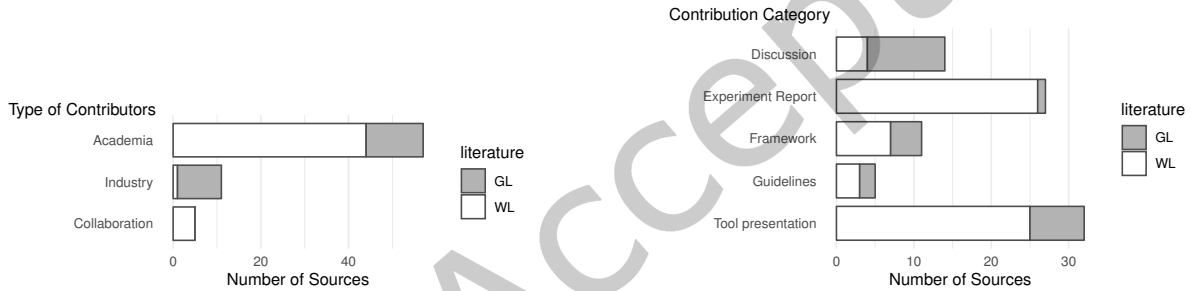 Type of Contributors
Academia
Industry
Collaboration
0 20 40
Number of Sources
literature
GL
WL
Contribution Category
Discussion
Experiment Report
Framework
Guidelines
Tool presentation
0 10 20 30
Number of Sources
literature
GL
WL
Accep